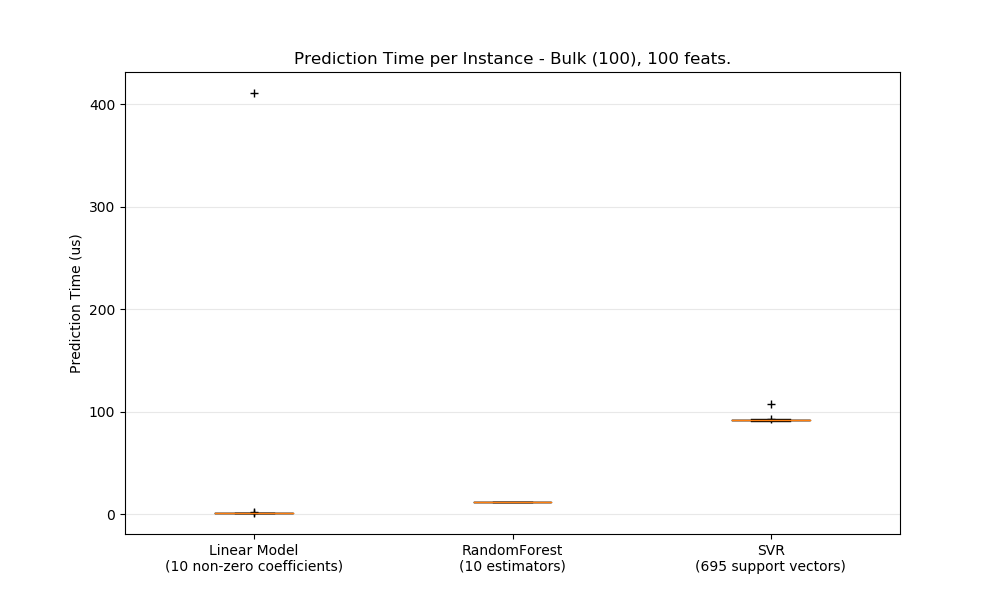 Prediction Time per Instance - Bulk (100), 100 feats.
400
300
200
100
0
Prediction Time (us)
Linear Model
(10 non-zero coefficients)
RandomForest
(10 estimators)
SVR
(695 support vectors)